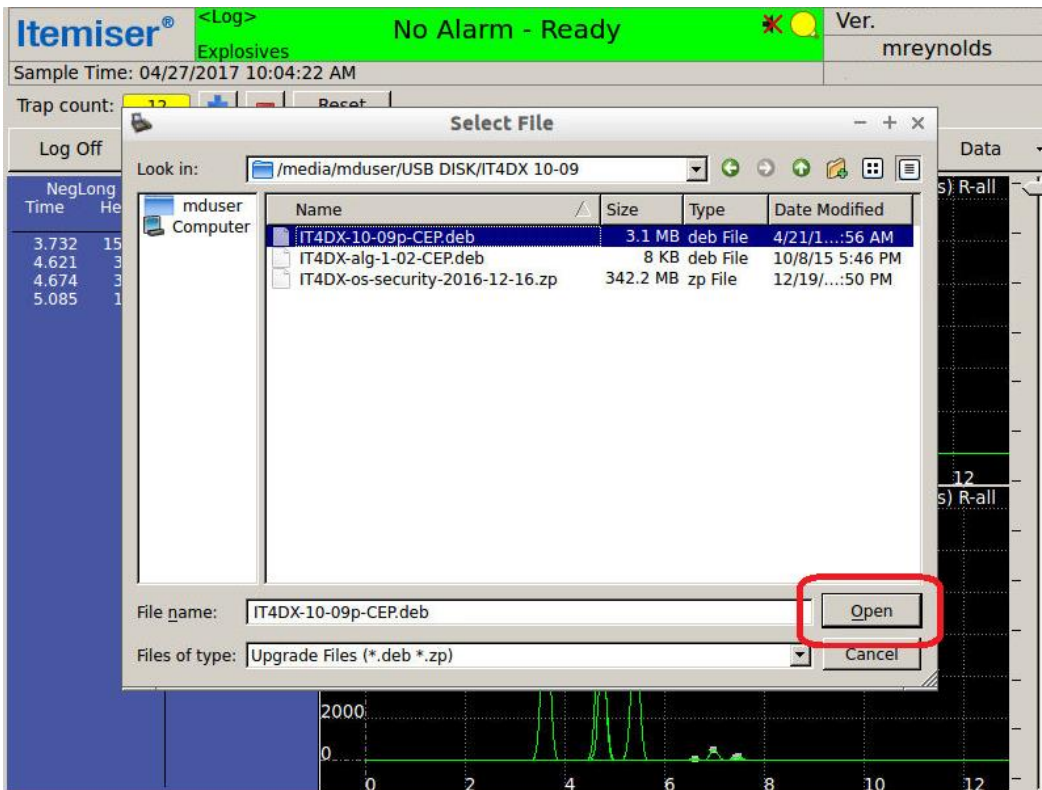 Itemiser®
<Log>
Explosives
No Alarm - Ready
Ver.
mreynolds
Sample Time: 04/27/2017 10:04:22 AM
Trap count: 12 Reset
Log Off Data
Select File
Look in: /media/mduser/USB DISK/IT4DX 10-09
mduser
Computer
Name Size Type Date Modified
IT4DX-10-09p-CEP.deb 3.1 MB deb File 4/21/1...:56 AM
IT4DX-alg-1-02-CEP.deb 8 KB deb File 10/8/15 5:46 PM
IT4DX-os-security-2016-12-16.zp 342.2 MB zp File 12/19/...:50 PM
NegLong
Time He
3.732 15
4.621 3
4.674 3
5.085 1
s) R-all
12
s) R-all
File name: IT4DX-10-09p-CEP.deb Open
Files of type: Upgrade Files (*.deb *.zp) Cancel
2000
0
0 2 4 6 8 10 12